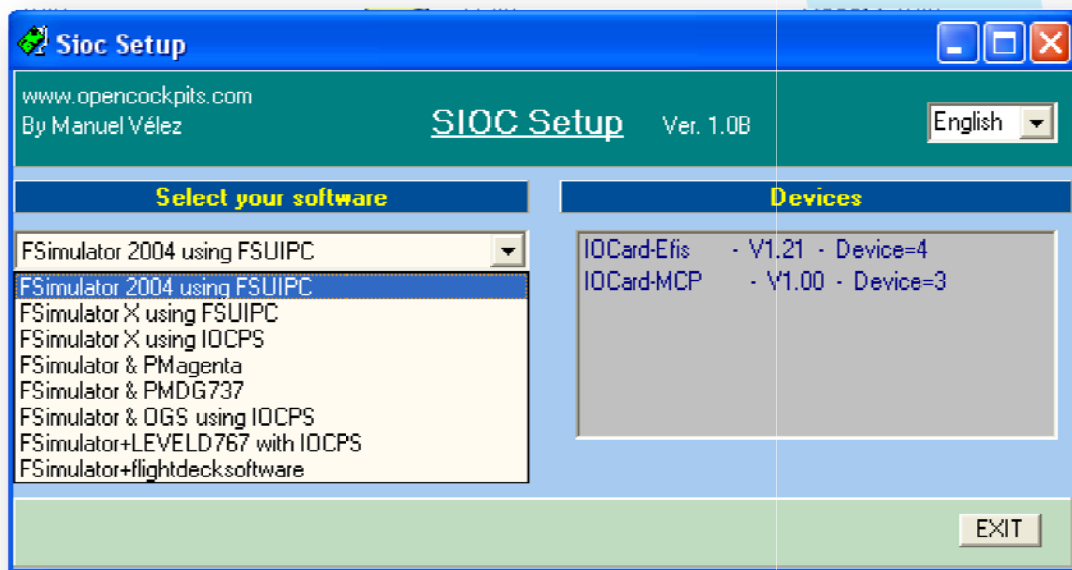 Sioc Setup
www.opencockpits.com
By Manuel Vélez
SIOC Setup
Ver. 1.0B
English
Select your software
Devices
FSimulator 2004 using FSUIPC
FSimulator 2004 using FSUIPC
FSimulator X using FSUIPC
FSimulator X using IOCPS
FSimulator & PMagenta
FSimulator & PMDG737
FSimulator & OGS using IOCPS
FSimulator+LEVELD767 with IOCPS
FSimulator+flightdecksoftware
IOCard-Efis - V1.21 - Device=4
IOCard-MCP - V1.00 - Device=3
EXIT